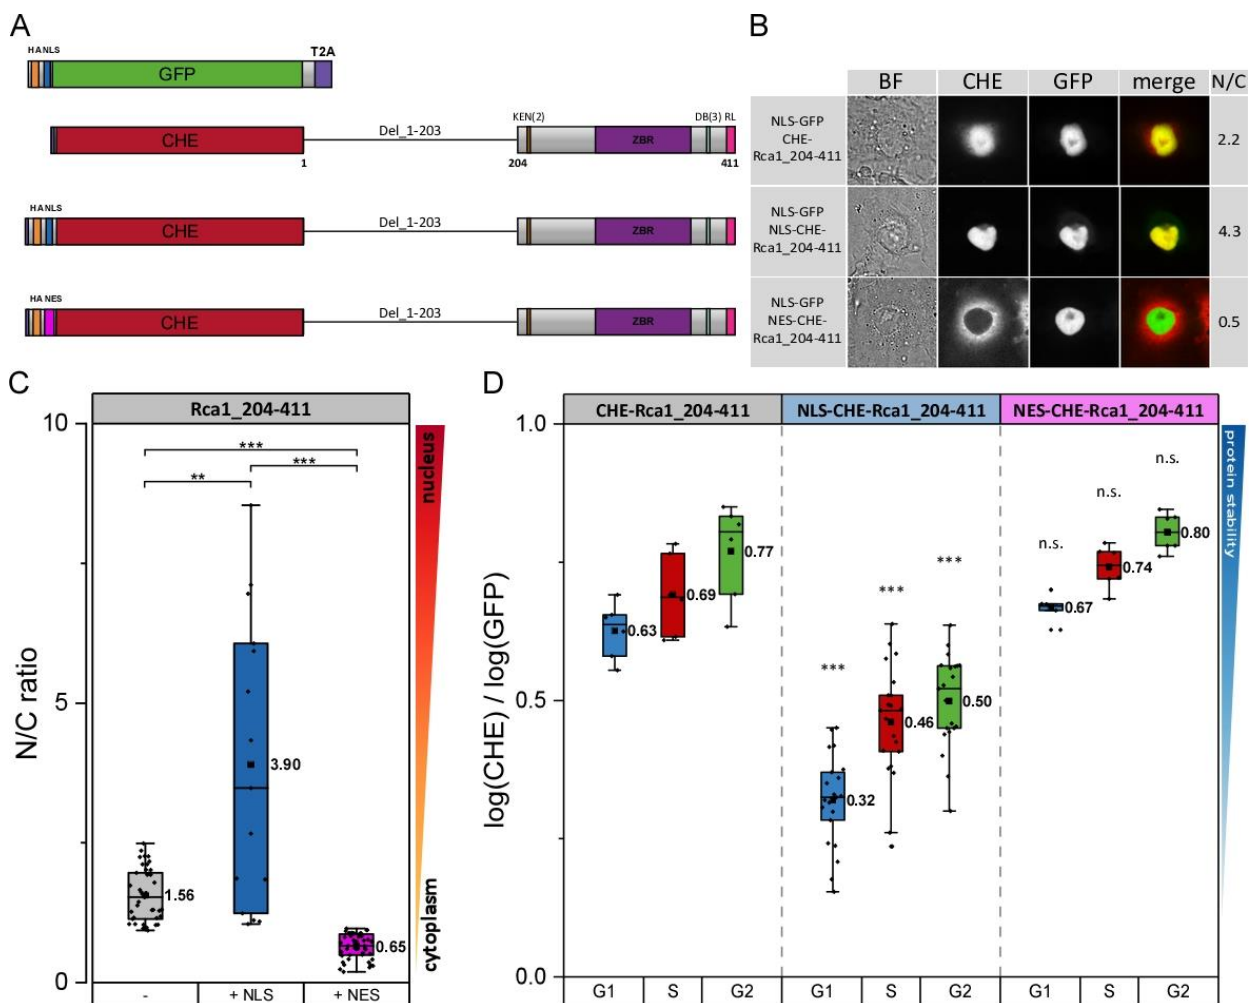 A
HANLS
T2A
GFP
CHE
Del_1-203
KEN(2)
DB(3) RL
ZBR
1
204
411
HANLS
CHE
Del_1-203
ZBR
HANES
CHE
Del_1-203
ZBR
B
BF CHE GFP merge N/C
NLS-GFP
CHE-
Rca1_204-411
2.2
NLS-GFP
NLS-CHE-
Rca1_204-411
4.3
NLS-GFP
NES-CHE-
Rca1_204-411
0.5
C
Rca1_204-411
10
5
0
N/C ratio
***
**
***
1.56
3.90
0.65
nucleus
cytoplasm
- + NLS + NES
D
CHE-Rca1_204-411 NLS-CHE-Rca1_204-411 NES-CHE-Rca1_204-411
1.0
0.5
0.0
log(CHE) / log(GFP)
0.63
0.69
0.77
***
***
***
0.32
0.46
0.50
n.s.
n.s.
n.s.
0.67
0.74
0.80
protein stability
G1 S G2 G1 S G2 G1 S G2